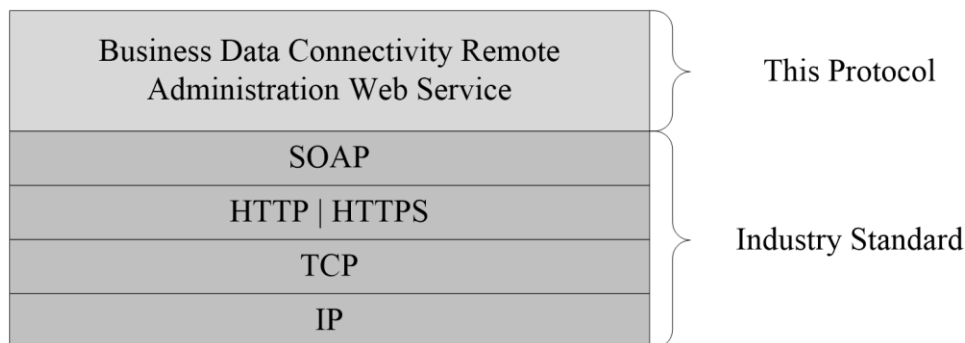 Business Data Connectivity Remote
Administration Web Service
This Protocol
SOAP
HTTP | HTTPS
TCP
IP
Industry Standard